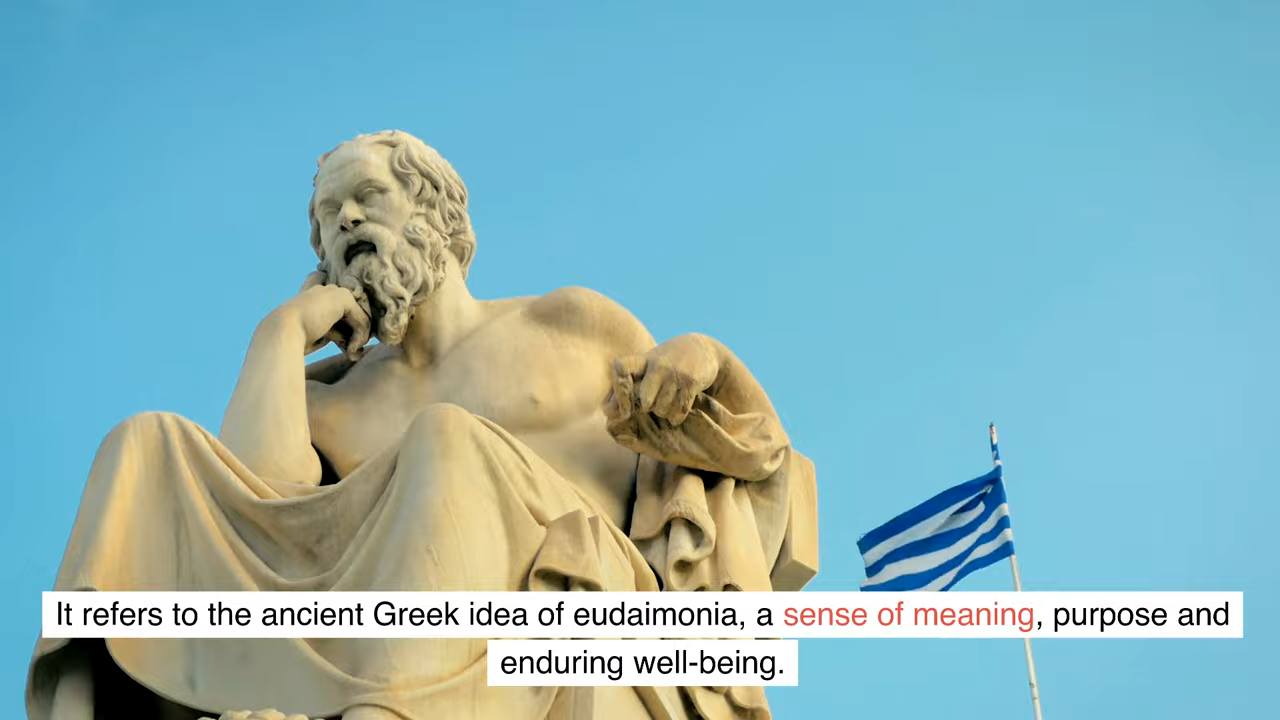 It refers to the ancient Greek idea of eudaimonia, a sense of meaning, purpose and
enduring well-being.